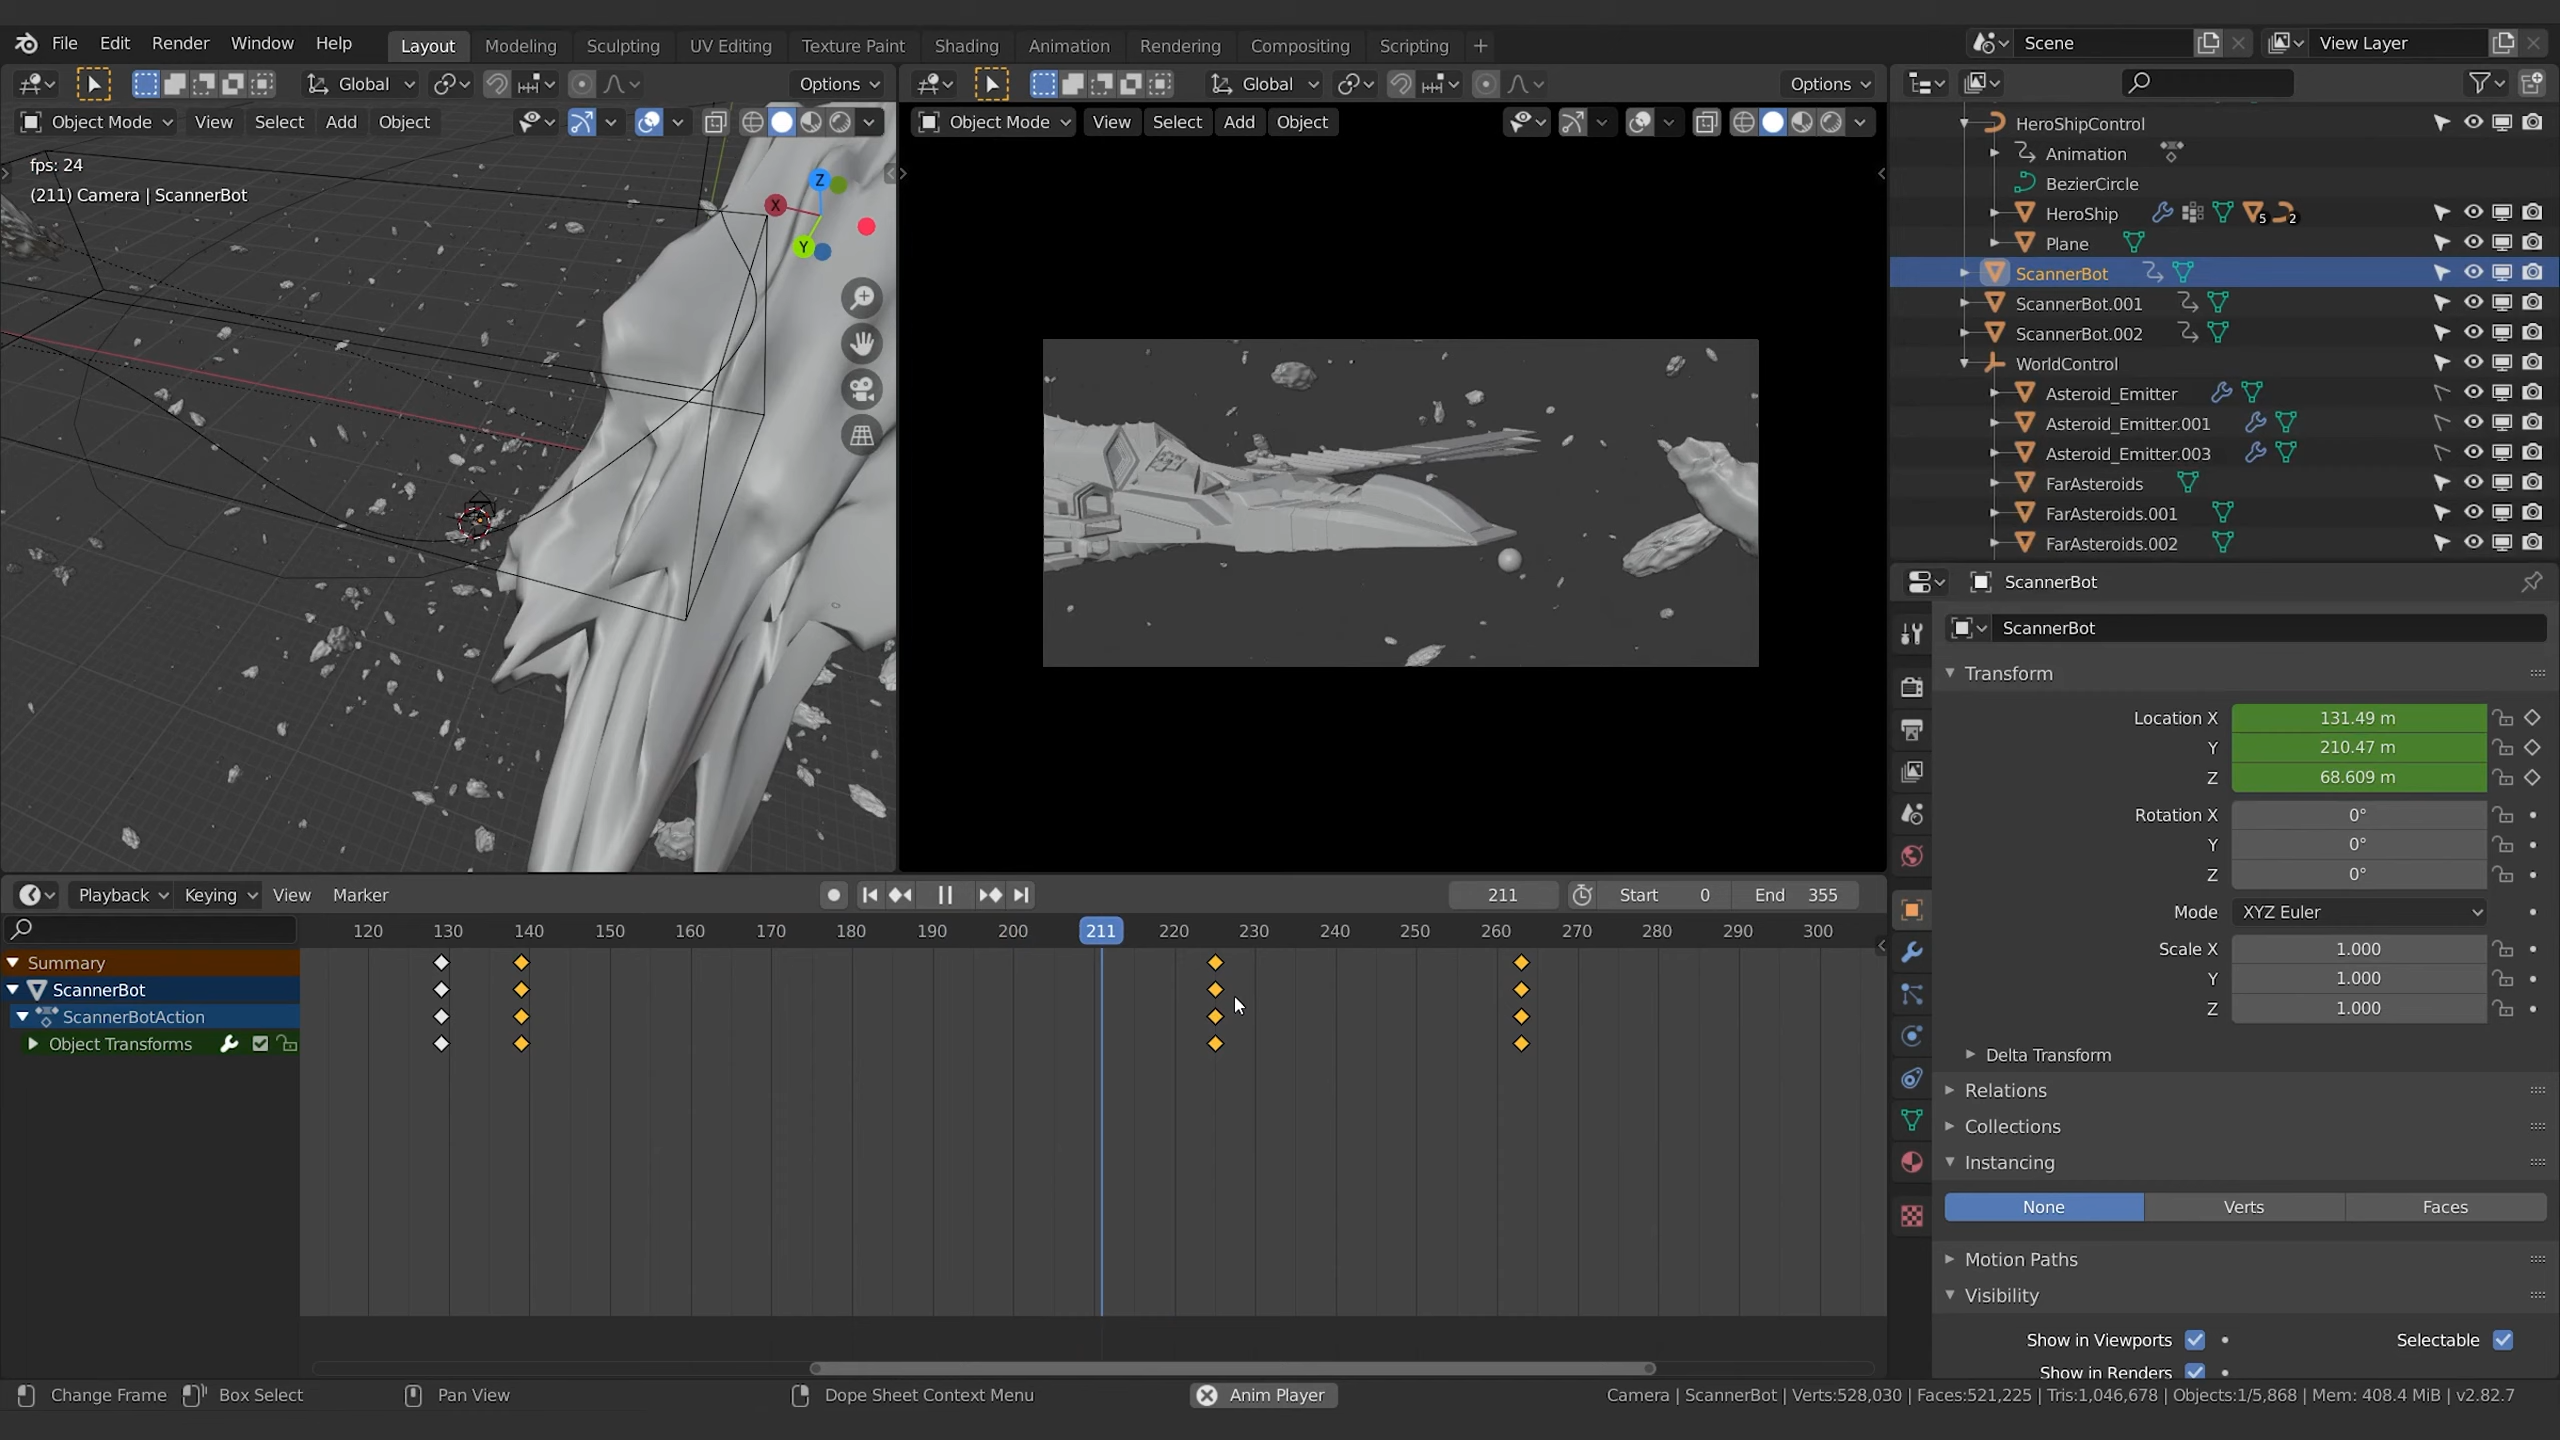 File Edit Render Window Help Layout Modeling Sculpting UV Editing Texture Paint Shading Animation Rendering Compositing Scripting + Scene View Layer
Global Options Global Options
Object Mode View Select Add Object Object Mode View Select Add Object
fps: 24
(211) Camera | ScannerBot
Z
X
Y
HeroShipControl
Animation
BezierCircle
HeroShip 5 2
Plane
ScannerBot
ScannerBot.001
ScannerBot.002
WorldControl
Asteroid_Emitter
Asteroid_Emitter.001
Asteroid_Emitter.003
FarAsteroids
FarAsteroids.001
FarAsteroids.002
ScannerBot
ScannerBot
Transform
Location X 131.49 m
Y 210.47 m
Z 68.609 m
Rotation X 0°
Y 0°
Z 0°
Mode XYZ Euler
Scale X 1.000
Y 1.000
Z 1.000
Delta Transform
Relations
Collections
Instancing
None Verts Faces
Motion Paths
Visibility
Show in Viewports Selectable
Show in Renders
Playback Keying View Marker 211 Start 0 End 355
120 130 140 150 160 170 180 190 200 211 220 230 240 250 260 270 280 290 300
Summary
ScannerBot
ScannerBotAction
Object Transforms
Change Frame Box Select Pan View Dope Sheet Context Menu Anim Player Camera | ScannerBot | Verts:528,030 | Faces:521,225 | Tris:1,046,678 | Objects:1/5,868 | Mem: 408.4 MiB | v2.82.7